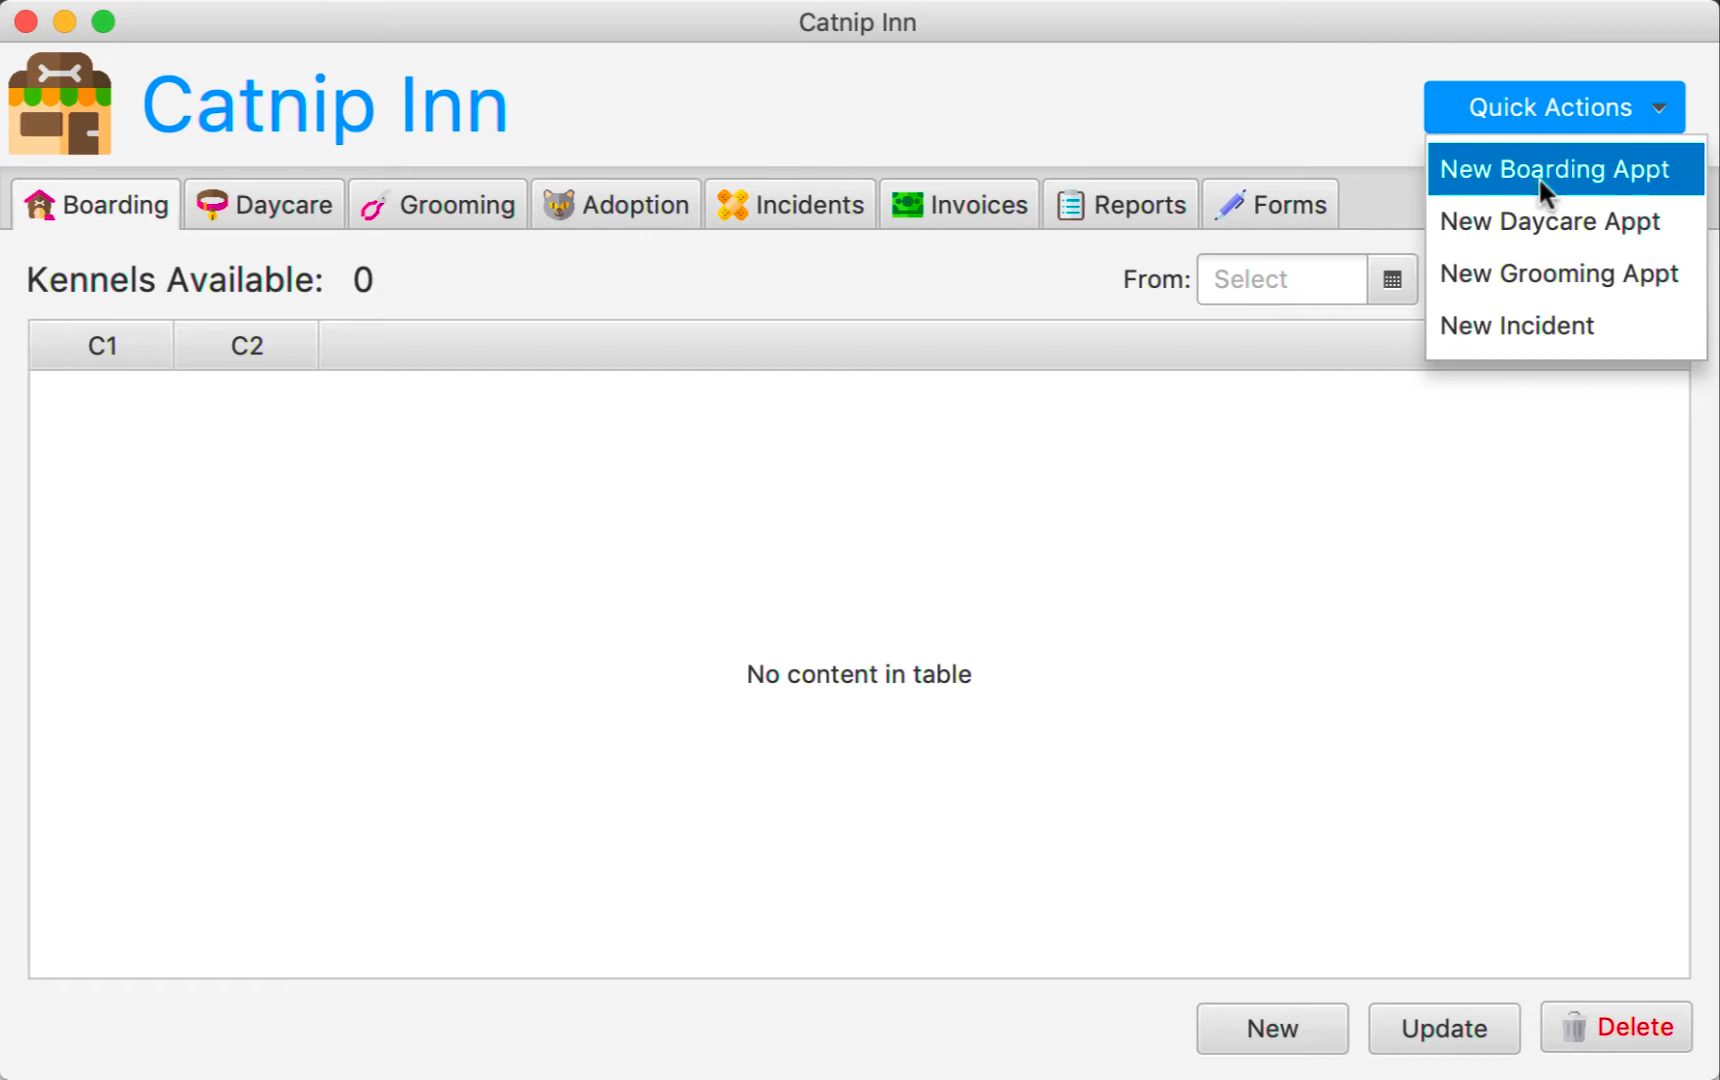 Catnip Inn
Catnip Inn
Quick Actions
New Boarding Appt
New Daycare Appt
New Grooming Appt
New Incident
Boarding
Daycare
Grooming
Adoption
Incidents
Invoices
Reports
Forms
Kennels Available: 0
From: Select
C1 C2
No content in table
New
Update
Delete